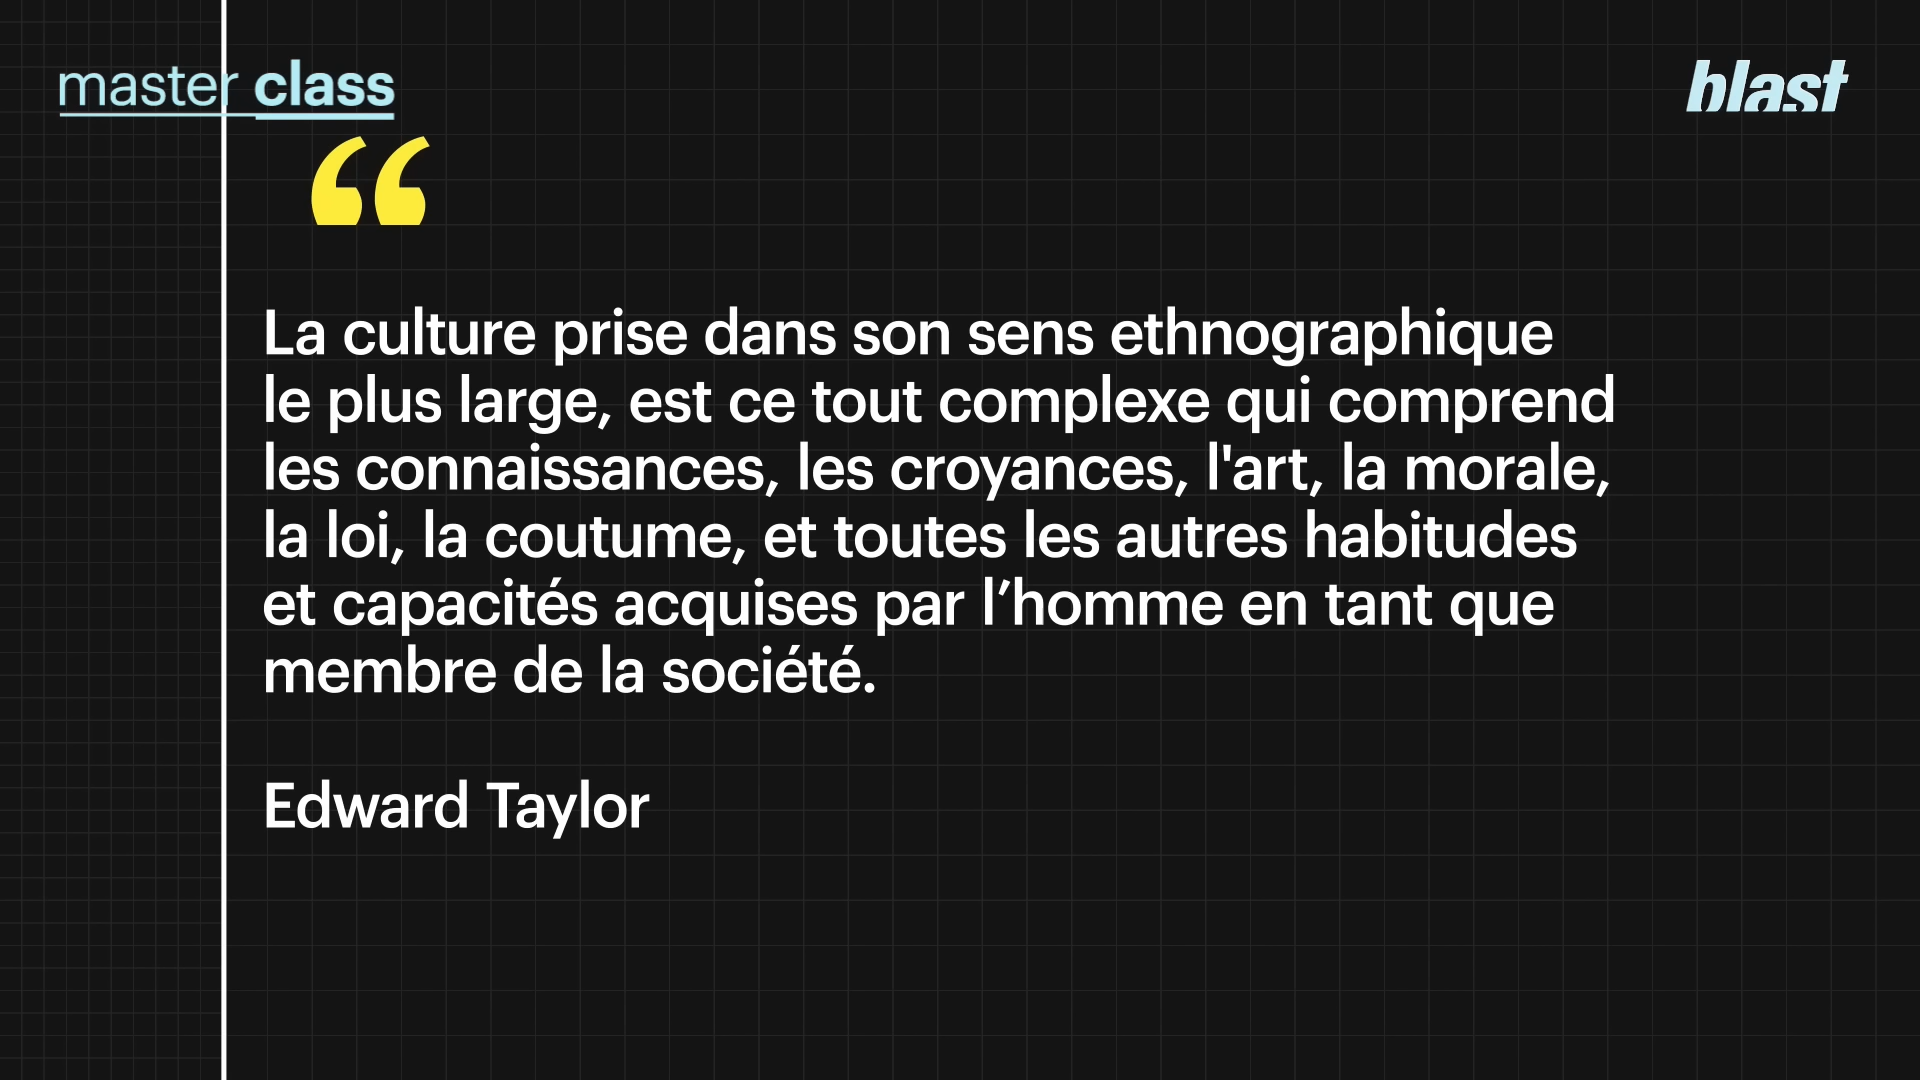 master class
blast
“
La culture prise dans son sens ethnographique
le plus large, est ce tout complexe qui comprend
les connaissances, les croyances, l'art, la morale,
la loi, la coutume, et toutes les autres habitudes
et capacités acquises par l’homme en tant que
membre de la société.
Edward Taylor